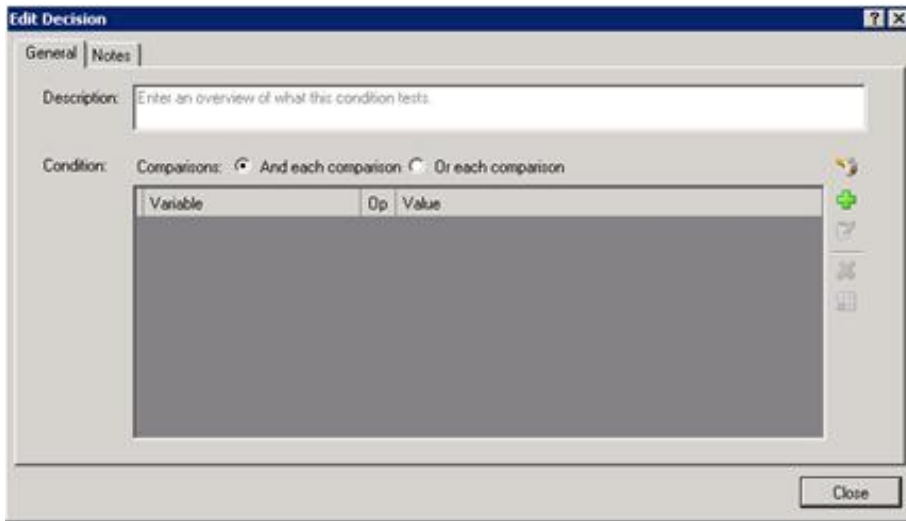 Edit Decision
General Notes
Description: Enter an overview of what this condition tests.
Condition: Comparisons: And each comparison Or each comparison
Variable Op Value
Close